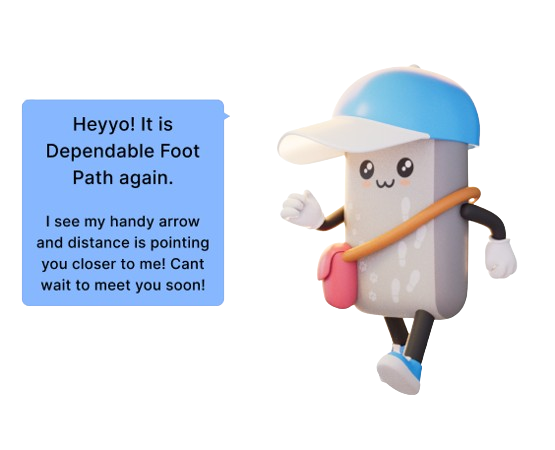 Heyyo! It is
Dependable Foot
Path again.
I see my handy arrow
and distance is pointing
you closer to me! Cant
wait to meet you soon!